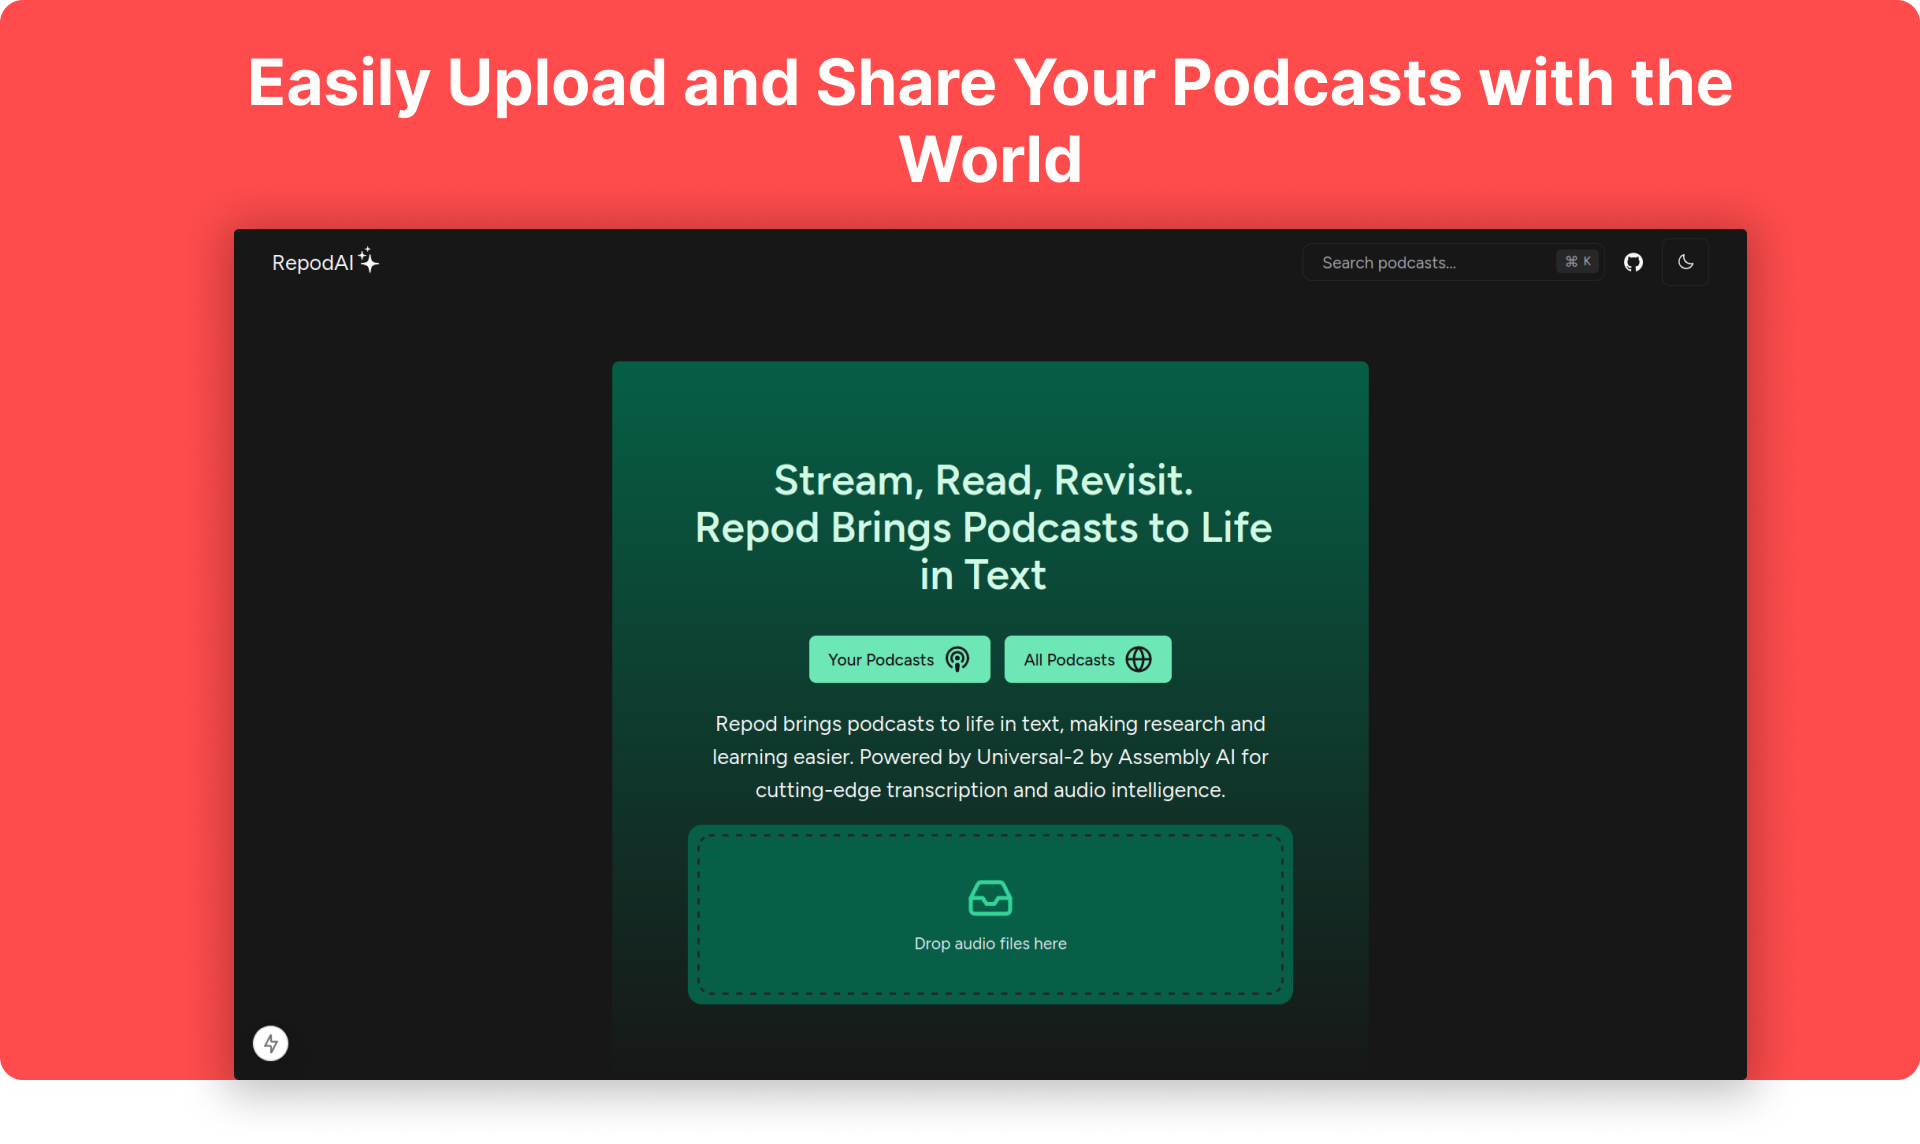 Easily Upload and Share Your Podcasts with the
World
RepodAI
Search podcasts...
⌘ K
Stream, Read, Revisit.
Repod Brings Podcasts to Life
in Text
Your Podcasts
All Podcasts
Repod brings podcasts to life in text, making research and
learning easier. Powered by Universal-2 by Assembly AI for
cutting-edge transcription and audio intelligence.
Drop audio files here